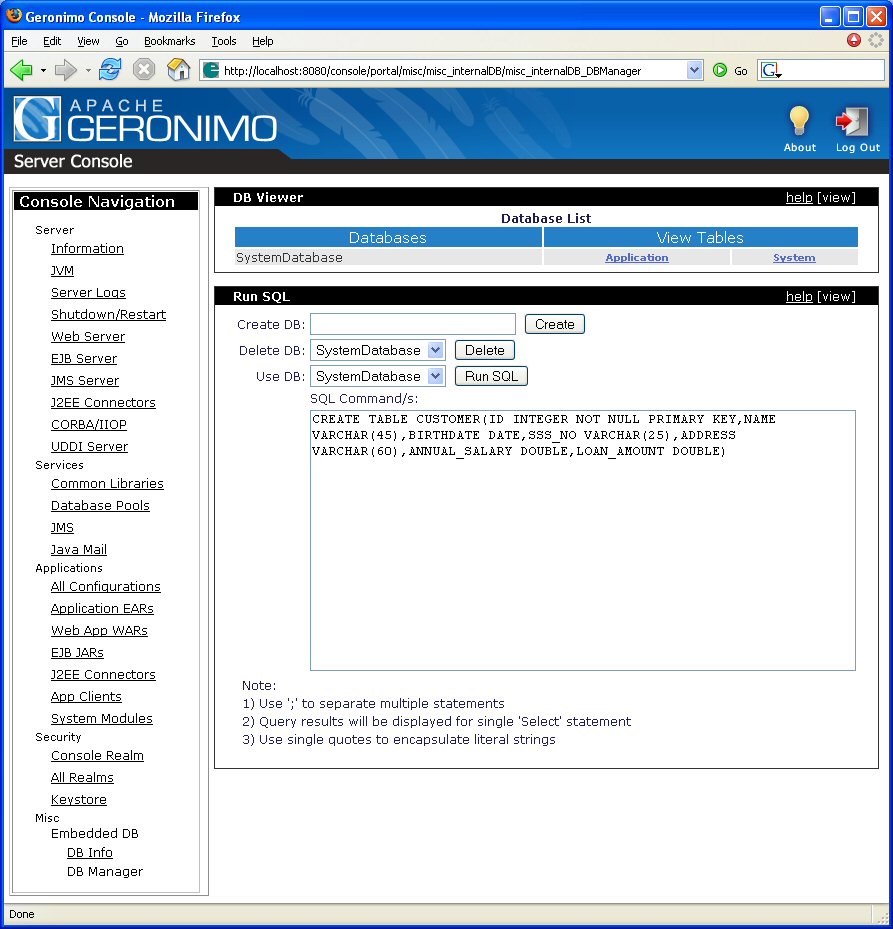 Geronimo Console - Mozilla Firefox
File Edit View Go Bookmarks Tools Help
http://localhost:8080/console/portal/misc/misc_internalDB/misc_internalDB_DBManager Go G
APACHE
GERONIMO
Server Console
About Log Out
Console Navigation
Server
Information
JVM
Server Logs
Shutdown/Restart
Web Server
EJB Server
JMS Server
J2EE Connectors
CORBA/IIOP
UDDI Server
Services
Common Libraries
Database Pools
JMS
Java Mail
Applications
All Configurations
Application EARs
Web App WARs
EJB JARs
J2EE Connectors
App Clients
System Modules
Security
Console Realm
All Realms
Keystore
Misc
Embedded DB
DB Info
DB Manager
DB Viewer help [view]
Database List
Databases View Tables
SystemDatabase Application System
Run SQL help [view]
Create DB: Create
Delete DB: SystemDatabase Delete
Use DB: SystemDatabase Run SQL
SQL Command/s:
CREATE TABLE CUSTOMER(ID INTEGER NOT NULL PRIMARY KEY,NAME
VARCHAR(45),BIRTHDATE DATE,SSS_NO VARCHAR(25),ADDRESS
VARCHAR(60),ANNUAL_SALARY DOUBLE,LOAN_AMOUNT DOUBLE)
Note:
1) Use ';' to separate multiple statements
2) Query results will be displayed for single 'Select' statement
3) Use single quotes to encapsulate literal strings
Done